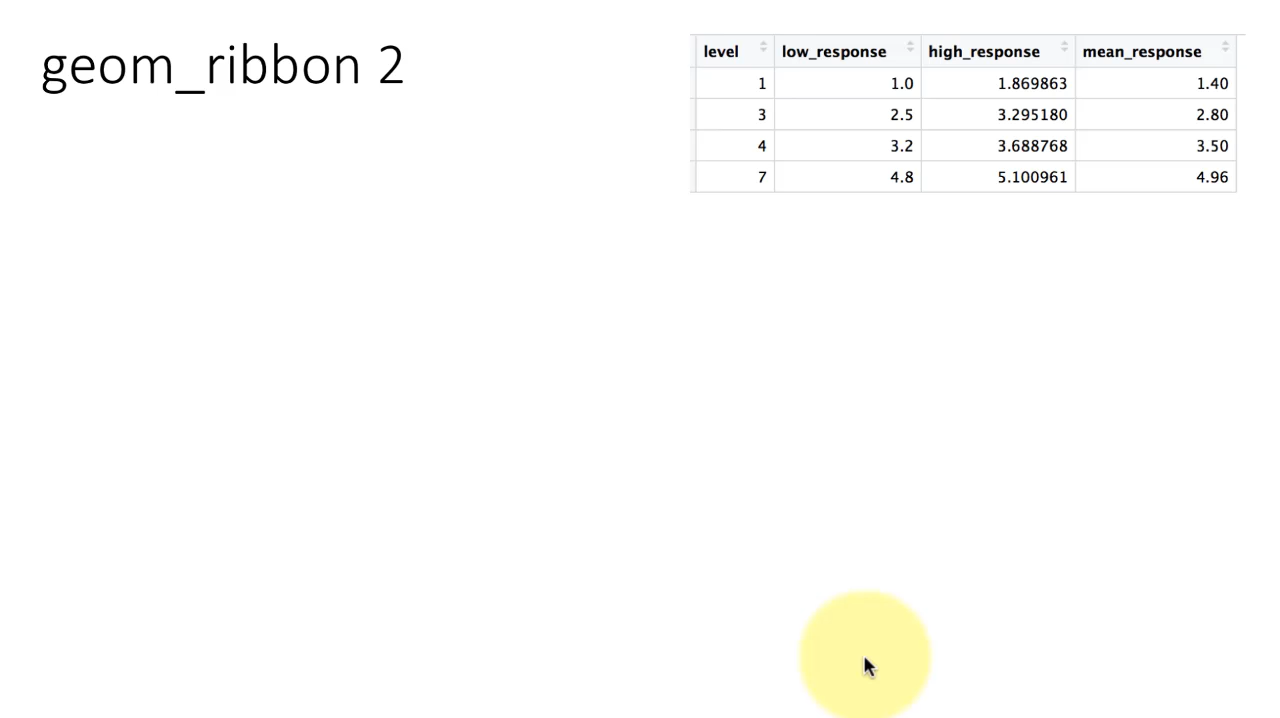 geom_ribbon 2
level low_response high_response mean_response
1 1.0 1.869863 1.40
3 2.5 3.295180 2.80
4 3.2 3.688768 3.50
7 4.8 5.100961 4.96